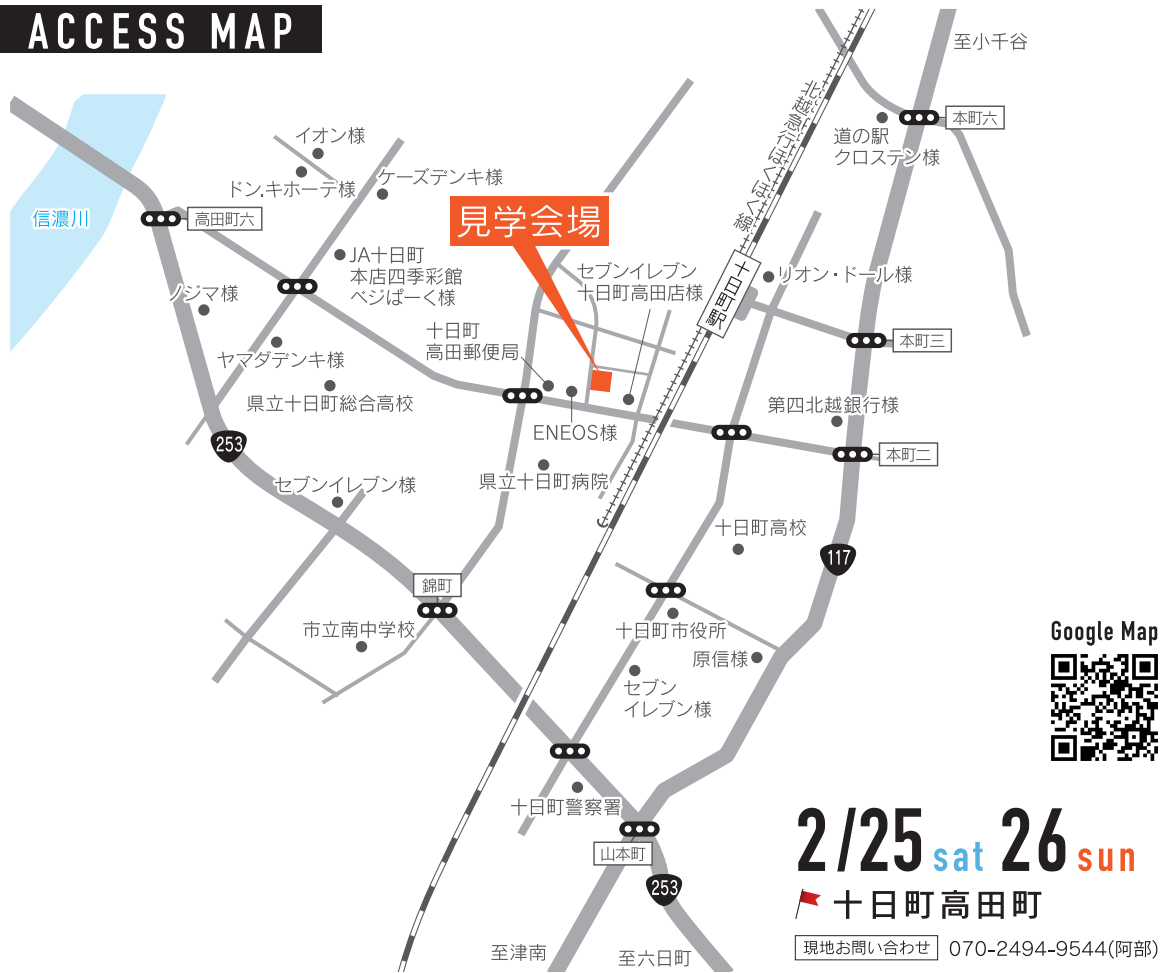 ACCESS MAP
至小千谷
本町六
道の駅
クロステン様
北越急行ほくほく線
イオン様
ドン.キホーテ様
ケーズデンキ様
信濃川
高田町六
見学会場
JA十日町
本店四季彩館
ベジぱーく様
セブンイレブン
十日町高田店様
十日町駅
リオン・ドール様
ノジマ様
十日町
高田郵便局
本町三
ヤマダデンキ様
県立十日町総合高校
第四北越銀行様
ENEOS様
253
本町二
県立十日町病院
セブンイレブン様
十日町高校
117
錦町
市立南中学校
十日町市役所
原信様
セブン
イレブン様
Google Map
十日町警察署
山本町
253
至津南
至六日町
2/25 sat 26 sun
十日町高田町
現地お問い合わせ 070-2494-9544(阿部)